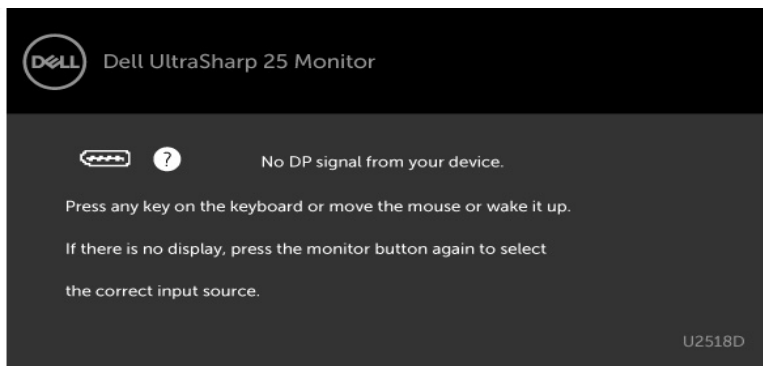 DELL
Dell UltraSharp 25 Monitor
? No DP signal from your device.
Press any key on the keyboard or move the mouse or wake it up.
If there is no display, press the monitor button again to select
the correct input source.
U2518D